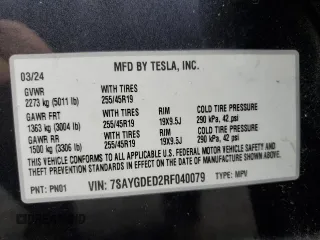 MFD BY TESLA, INC.
03/24
GVWR WITH TIRES
2273 kg (5011 lb) 255/45R19
GAWR FRT WITH TIRES RIM COLD TIRE PRESSURE
1363 kg (3004 lb) 255/45R19 19X9.5J 290 kPa, 42 psi
GAWR RR WITH TIRES RIM COLD TIRE PRESSURE
1500 kg (3306 lb) 255/45R19 19X9.5J 290 kPa, 42 psi
THIS VEHICLE CONFORMS TO ALL APPLICABLE U.S. FEDERAL MOTOR VEHICLE
SAFETY, BUMPER, AND THEFT PREVENTION STANDARDS IN EFFECT ON THE DATE
OF MANUFACTURE SHOWN ABOVE.
PNT: PN01 VIN: 7SAYGDED2RF040079 TYPE: MPV